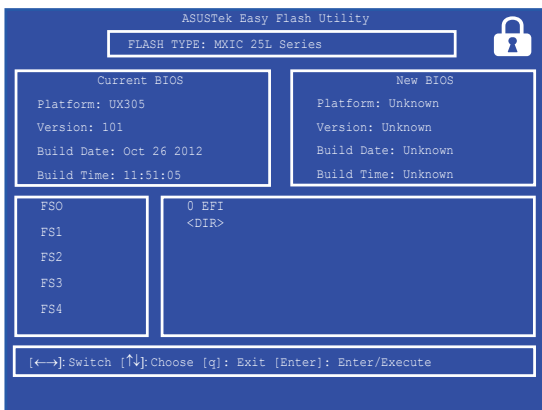 ASUSTek Easy Flash Utility
FLASH TYPE: MXIC 25L Series
Current BIOS
Platform: UX305
Version: 101
Build Date: Oct 26 2012
Build Time: 11:51:05
New BIOS
Platform: Unknown
Version: Unknown
Build Date: Unknown
Build Time: Unknown
FS0
FS1
FS2
FS3
FS4
0 EFI
<DIR>
[←→]: Switch [↑↓]: Choose [q]: Exit [Enter]: Enter/Execute